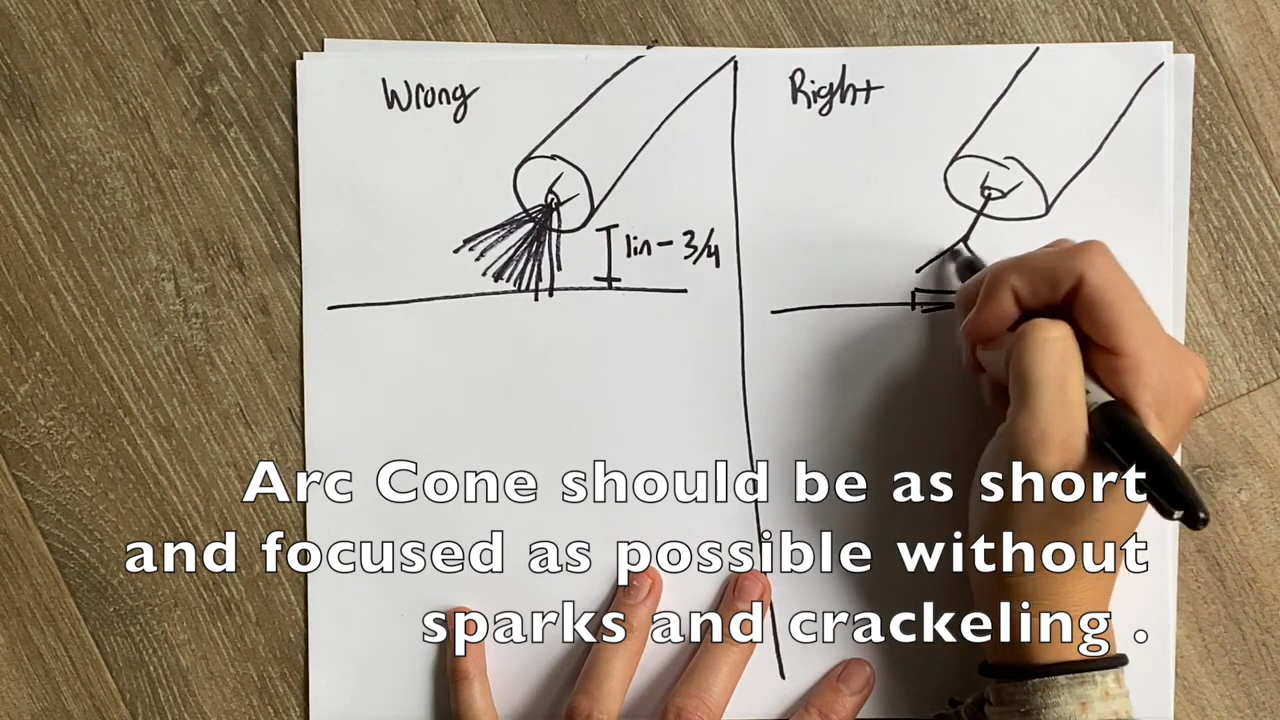 Wrong
Right
1in - 3/4
Arc Cone should be as short
and focused as possible without
sparks and crackeling .